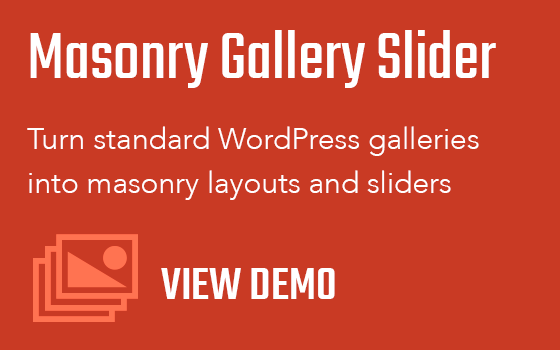 Masonry Gallery Slider
Turn standard WordPress galleries
into masonry layouts and sliders
VIEW DEMO